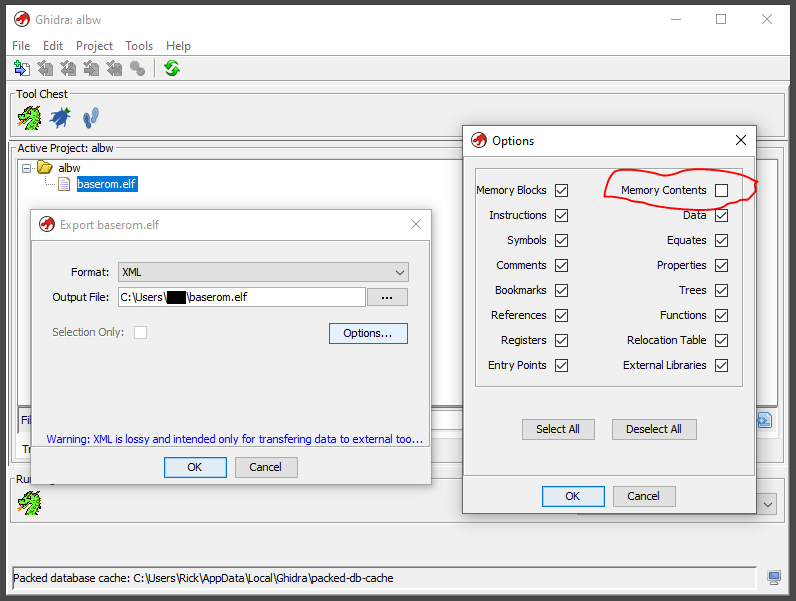 Ghidra: albw
File Edit Project Tools Help
Tool Chest
Active Project: albw
albw
baserom.elf
Export baserom.elf
Format: XML
Output File: C:\Users\ \baserom.elf ...
Selection Only:
Options...
Warning: XML is lossy and intended only for transfering data to external too...
OK Cancel
Options
Memory Blocks Memory Contents
Instructions Data
Symbols Equates
Comments Properties
Bookmarks Trees
References Functions
Registers Relocation Table
Entry Points External Libraries
Select All Deselect All
OK Cancel
Packed database cache: C:\Users\Rick\AppData\Local\Ghidra\packed-db-cache